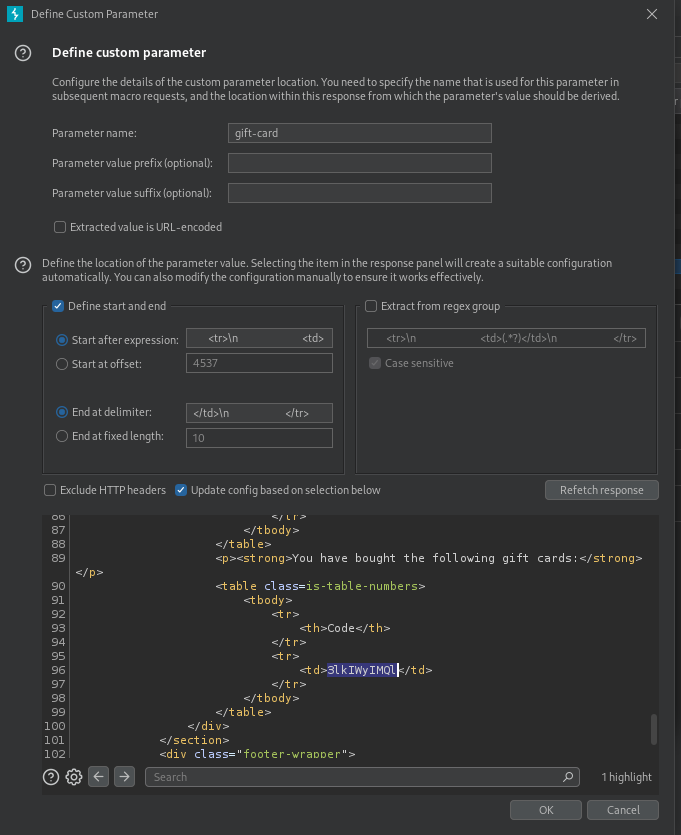 Define Custom Parameter
Define custom parameter
Configure the details of the custom parameter location. You need to specify the name that is used for this parameter in
subsequent macro requests, and the location within this response from which the parameter's value should be derived.
Parameter name: gift-card
Parameter value prefix (optional):
Parameter value suffix (optional):
Extracted value is URL-encoded
Define the location of the parameter value. Selecting the item in the response panel will create a suitable configuration
automatically. You can also modify the configuration manually to ensure it works effectively.
Define start and end
Start after expression: <tr>\n <td>
Start at offset: 4537
End at delimiter: </td>\n </tr>
End at fixed length: 10
Extract from regex group
<tr>\n <td>(.*?)</td>\n </tr>
Case sensitive
Exclude HTTP headers Update config based on selection below Refetch response
86 </tr>
87 </tbody>
88 </table>
89 <p><strong>You have bought the following gift cards:</strong>
</p>
90 <table class=is-table-numbers>
91 <tbody>
92 <tr>
93 <th>Code</th>
94 </tr>
95 <tr>
96 <td>3lkIWyIMQl</td>
97 </tr>
98 </tbody>
99 </table>
100 </div>
101 </section>
102 <div class="footer-wrapper">
Search 1 highlight
OK Cancel